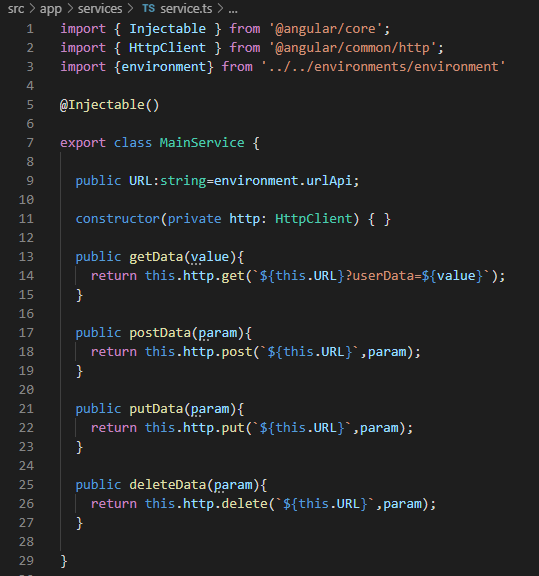 src > app > services > TS service.ts > ...
1 import { Injectable } from '@angular/core';
2 import { HttpClient } from '@angular/common/http';
3 import {environment} from '../../environments/environment'
4
5 @Injectable()
6
7 export class MainService {
8
9 public URL:string=environment.urlApi;
10
11 constructor(private http: HttpClient) { }
12
13 public getData(value){
14 return this.http.get(`${this.URL}?userData=${value}`);
15 }
16
17 public postData(param){
18 return this.http.post(`${this.URL}`,param);
19 }
20
21 public putData(param){
22 return this.http.put(`${this.URL}`,param);
23 }
24
25 public deleteData(param){
26 return this.http.delete(`${this.URL}`,param);
27 }
28
29 }